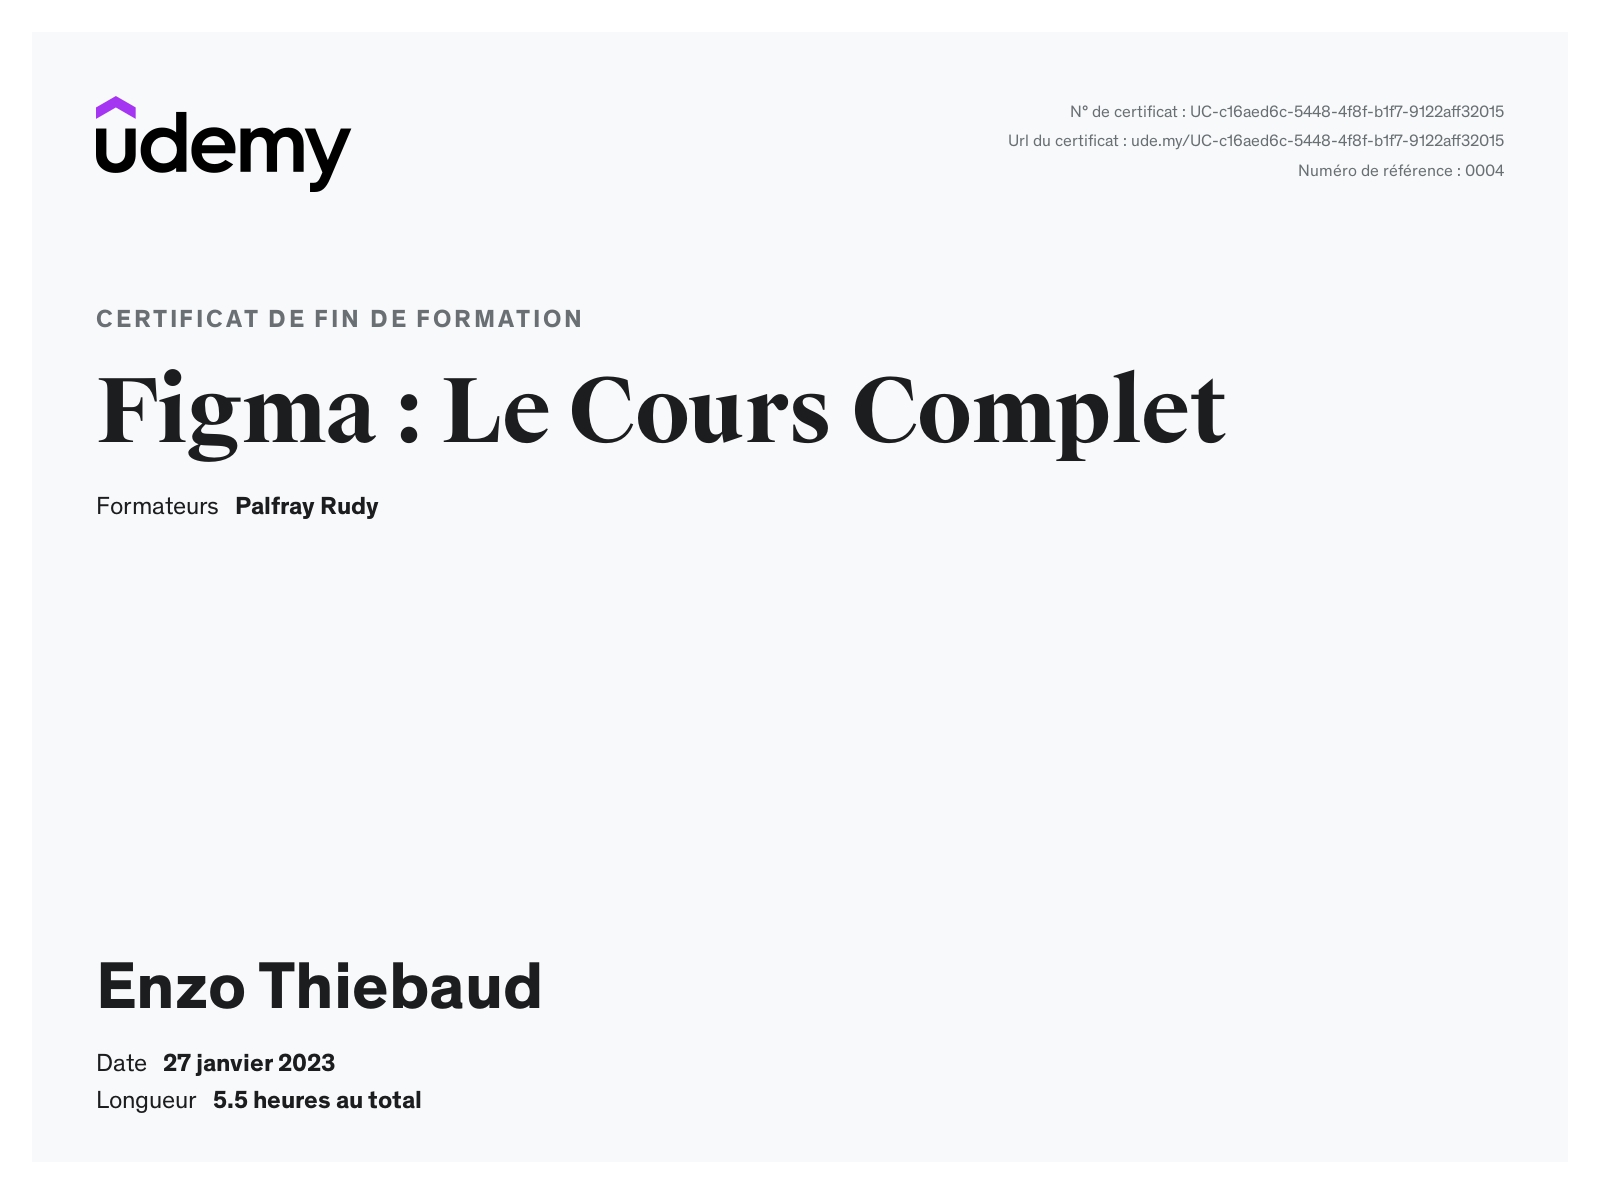 udemy
N° de certificat : UC-c16aed6c-5448-4f8f-b1f7-9122aff32015
Url du certificat : ude.my/UC-c16aed6c-5448-4f8f-b1f7-9122aff32015
Numéro de référence : 0004
CERTIFICAT DE FIN DE FORMATION
Figma : Le Cours Complet
Formateurs Palfray Rudy
Enzo Thiebaud
Date 27 janvier 2023
Longueur 5.5 heures au total